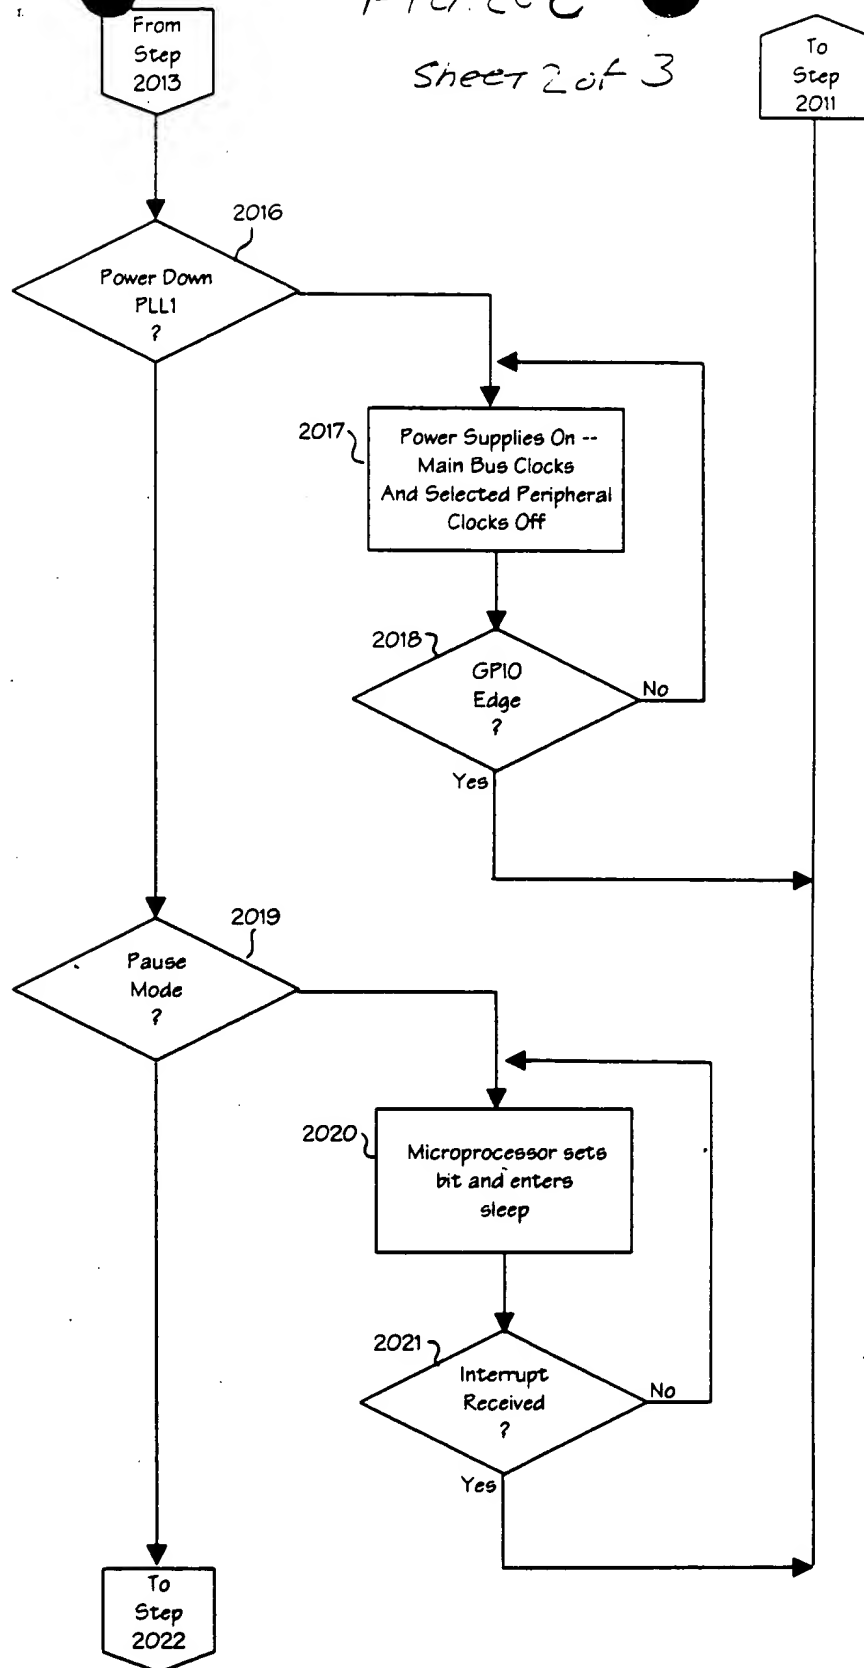 From
Step
2013
Sheet 2 of 3
To
Step
2011
2016
Power Down
PLL1
?
2017
Power Supplies On --
Main Bus Clocks
And Selected Peripheral
Clocks Off
2018
GPIO
Edge
?
No
Yes
2019
Pause
Mode
?
2020
Microprocessor sets
bit and enters
sleep
2021
Interrupt
Received
?
No
Yes
To
Step
2022